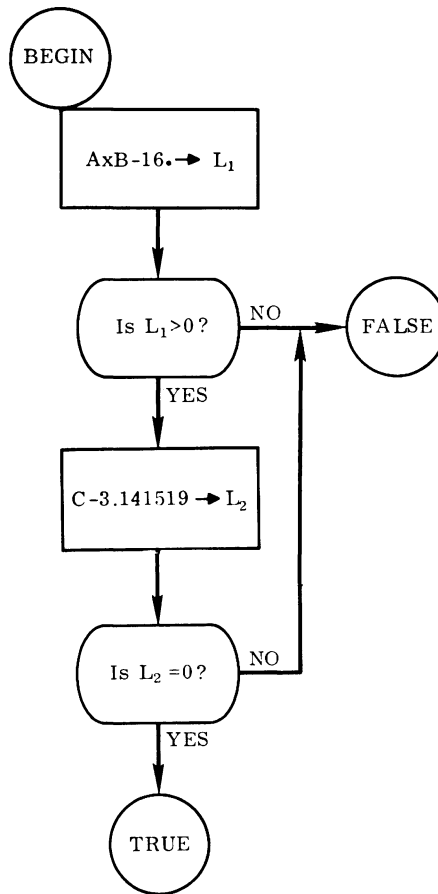 BEGIN
AxB-16.→ L₁
Is L₁>0?
NO
FALSE
YES
C-3.141519→L₂
Is L₂=0?
NO
YES
TRUE